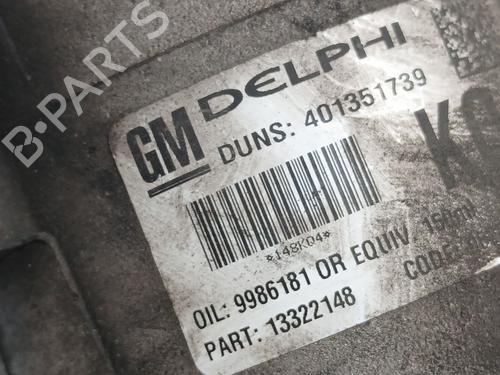 B-PARTS
GM DELPHI
DUNS: 401351739
*148K04*
OIL: 9986181 OR EQUIV 150ml
PART: 13322148